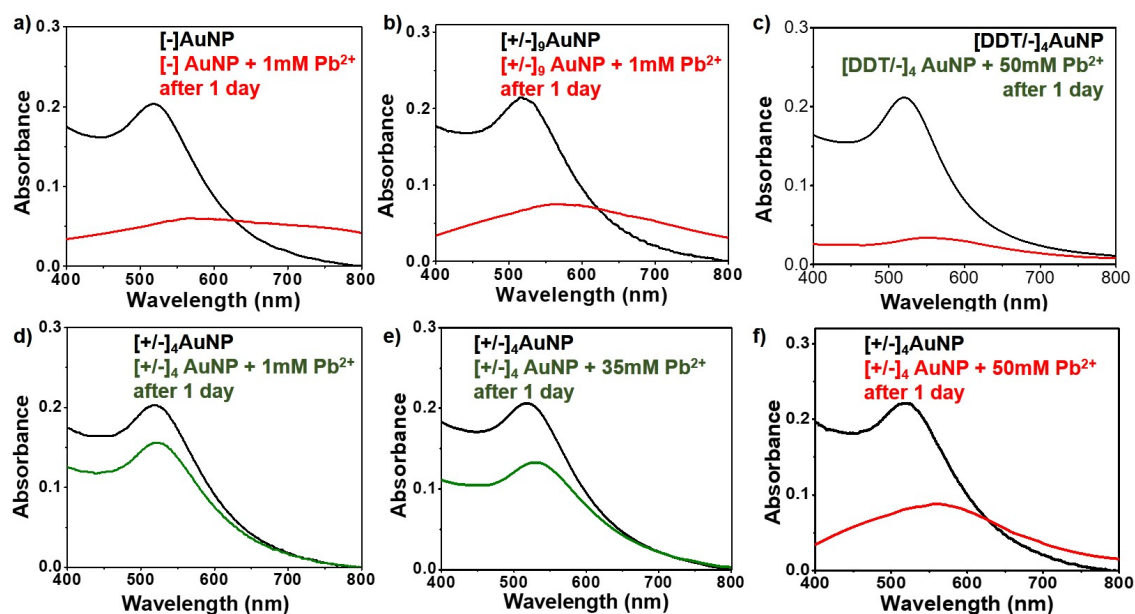 a)
[-]AuNP
[-] AuNP + 1mM Pb²⁺
after 1 day
Absorbance
0.3
0.2
0.1
0.0
400 500 600 700 800
Wavelength (nm)
b)
[+/-]₉AuNP
[+/-]₉ AuNP + 1mM Pb²⁺
after 1 day
Absorbance
0.3
0.2
0.1
0.0
400 500 600 700 800
Wavelength (nm)
c)
[DDT/-]₄AuNP
[DDT/-]₄ AuNP + 50mM Pb²⁺
after 1 day
Absorbance
0.3
0.2
0.1
0.0
400 500 600 700 800
Wavelength (nm)
d)
[+/-]₄AuNP
[+/-]₄ AuNP + 1mM Pb²⁺
after 1 day
Absorbance
0.3
0.2
0.1
0.0
400 500 600 700 800
Wavelength (nm)
e)
[+/-]₄AuNP
[+/-]₄ AuNP + 35mM Pb²⁺
after 1 day
Absorbance
0.3
0.2
0.1
0.0
400 500 600 700 800
Wavelength (nm)
f)
[+/-]₄AuNP
[+/-]₄ AuNP + 50mM Pb²⁺
after 1 day
Absorbance
0.3
0.2
0.1
0.0
400 500 600 700 800
Wavelength (nm)